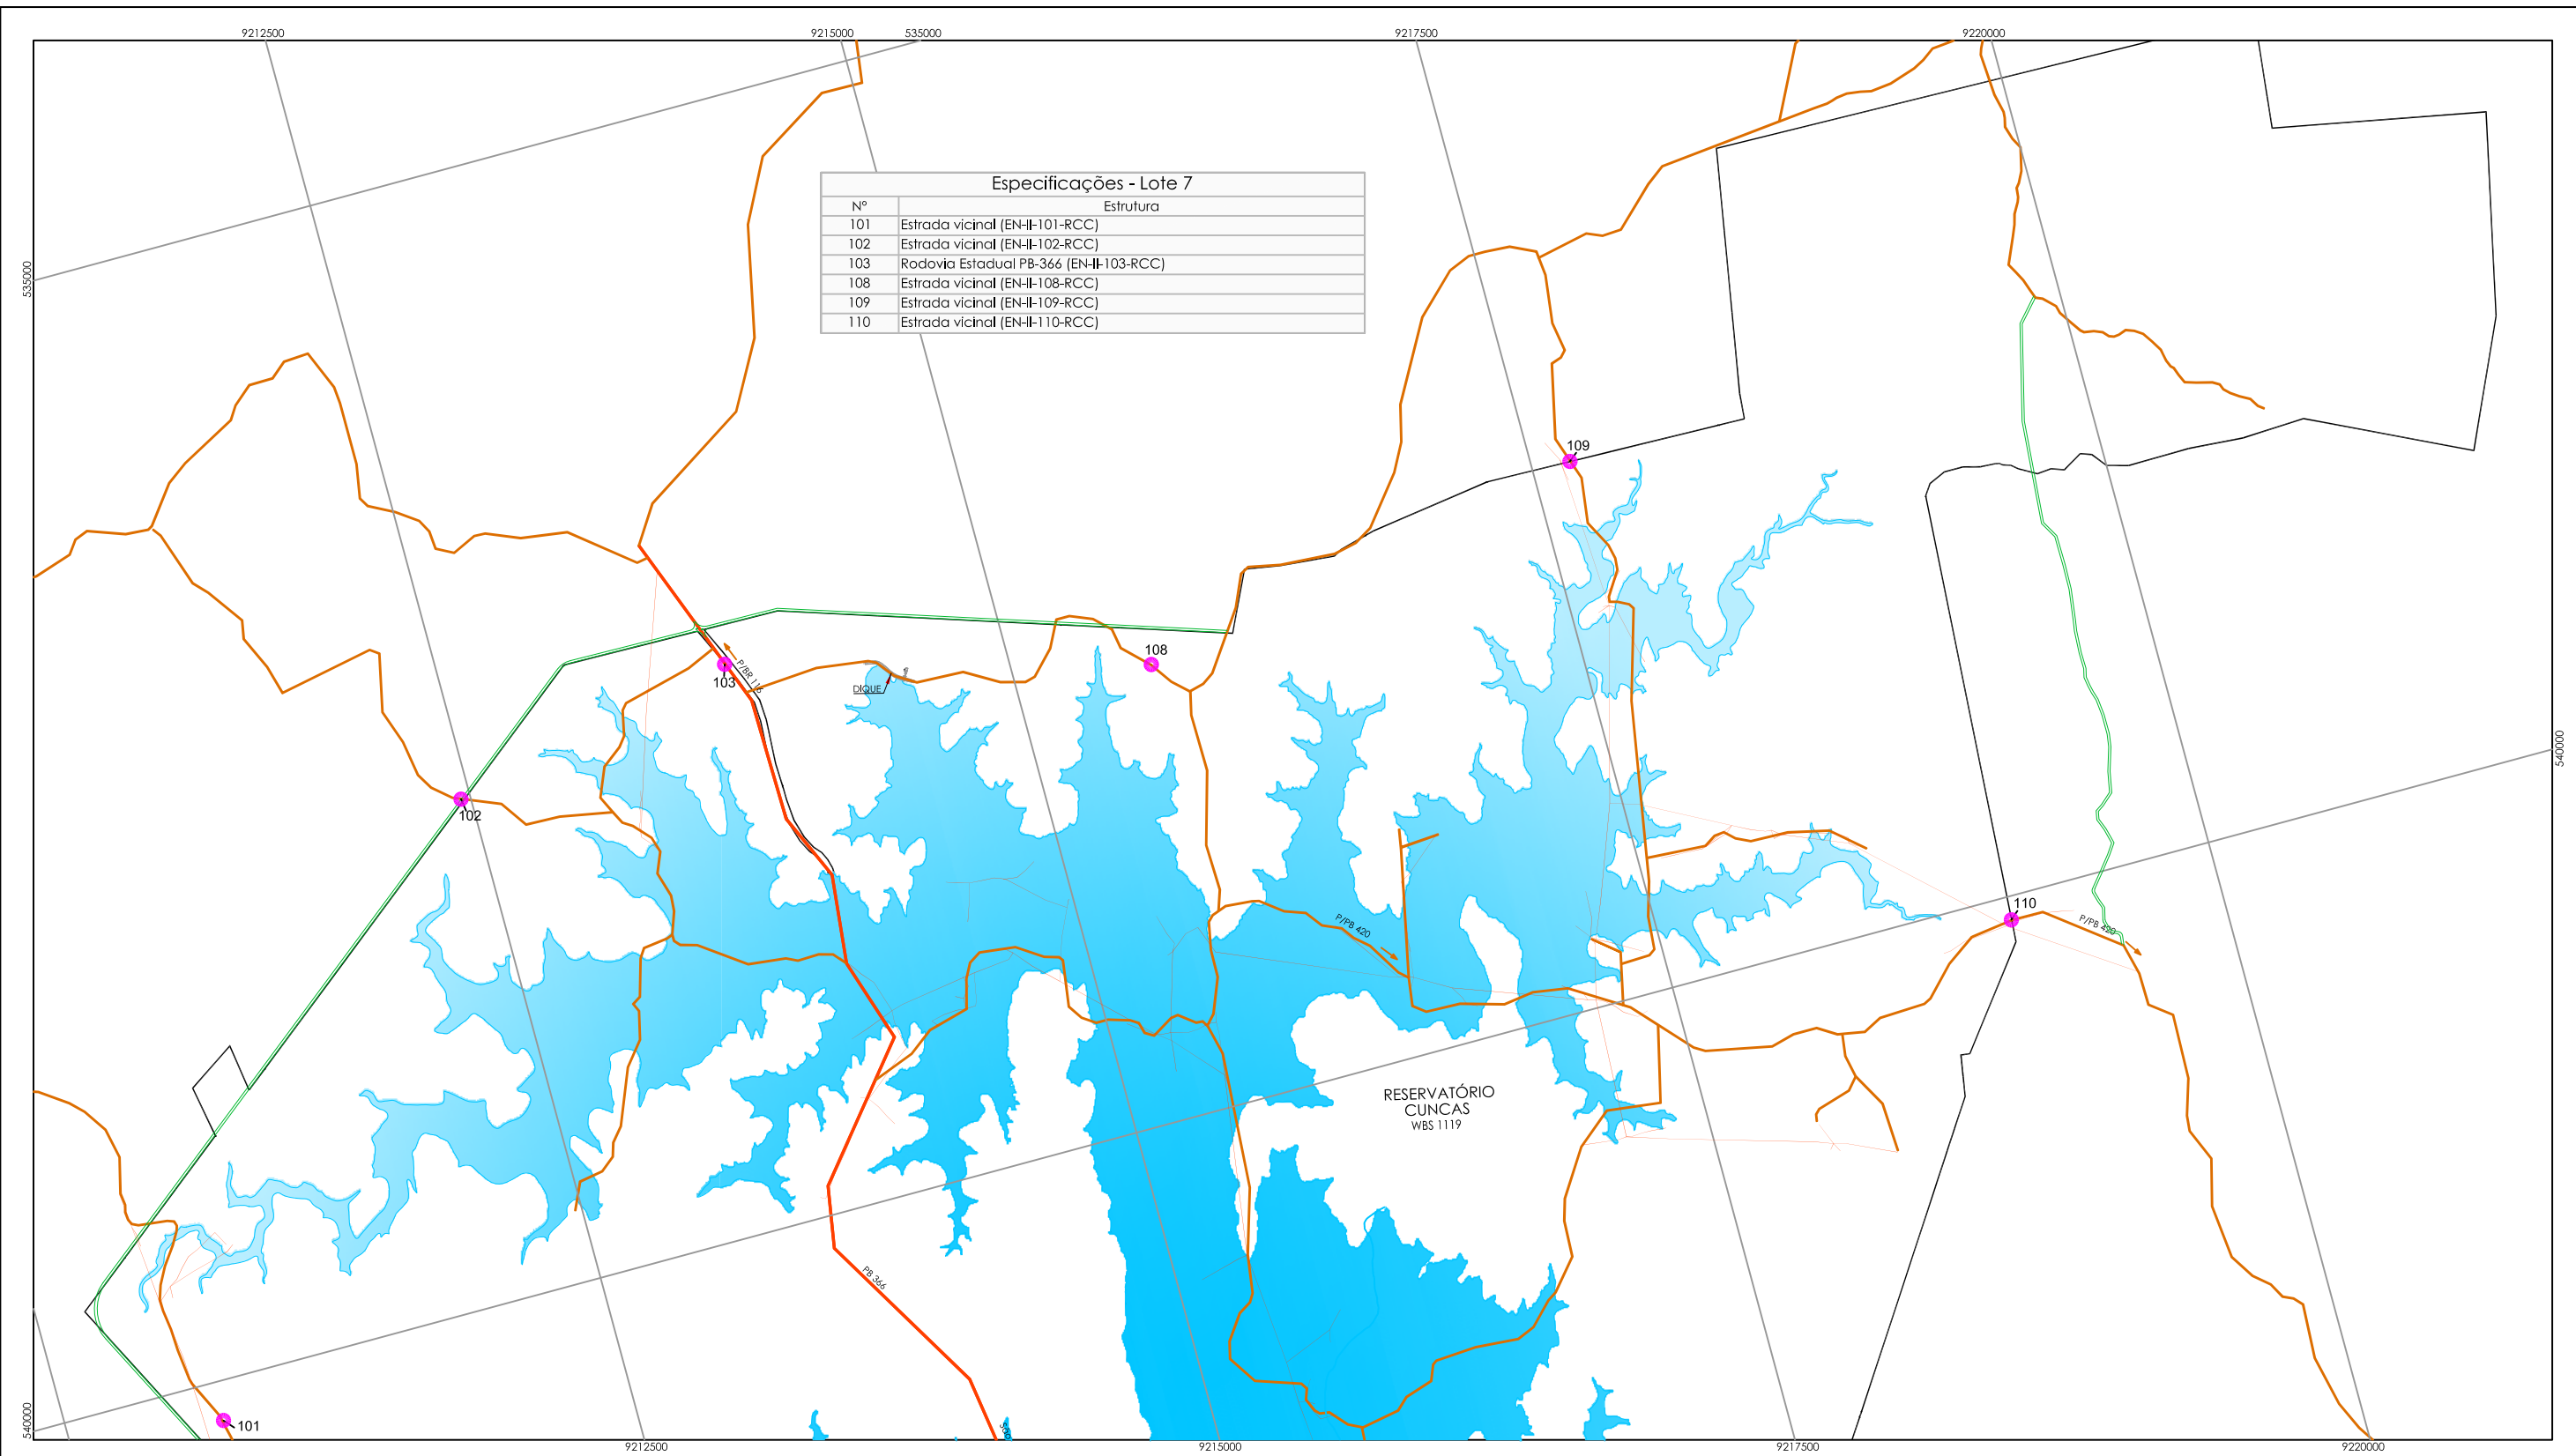 9212500
9215000
535000
9217500
9220000
535000
Especificações - Lote 7
Nº Estrutura
101 Estrada vicinal (EN-II-101-RCC)
102 Estrada vicinal (EN-II-102-RCC)
103 Rodovia Estadual PB-366 (EN-II-103-RCC)
108 Estrada vicinal (EN-II-108-RCC)
109 Estrada vicinal (EN-II-109-RCC)
110 Estrada vicinal (EN-II-110-RCC)
109
108
103
P/BR 116
DIQUE
540000
102
110
P/PB 420
P/PB 420
RESERVATÓRIO
CUNCAS
WBS 1119
PB 366
540000
101
500
9212500
9215000
9217500
9220000